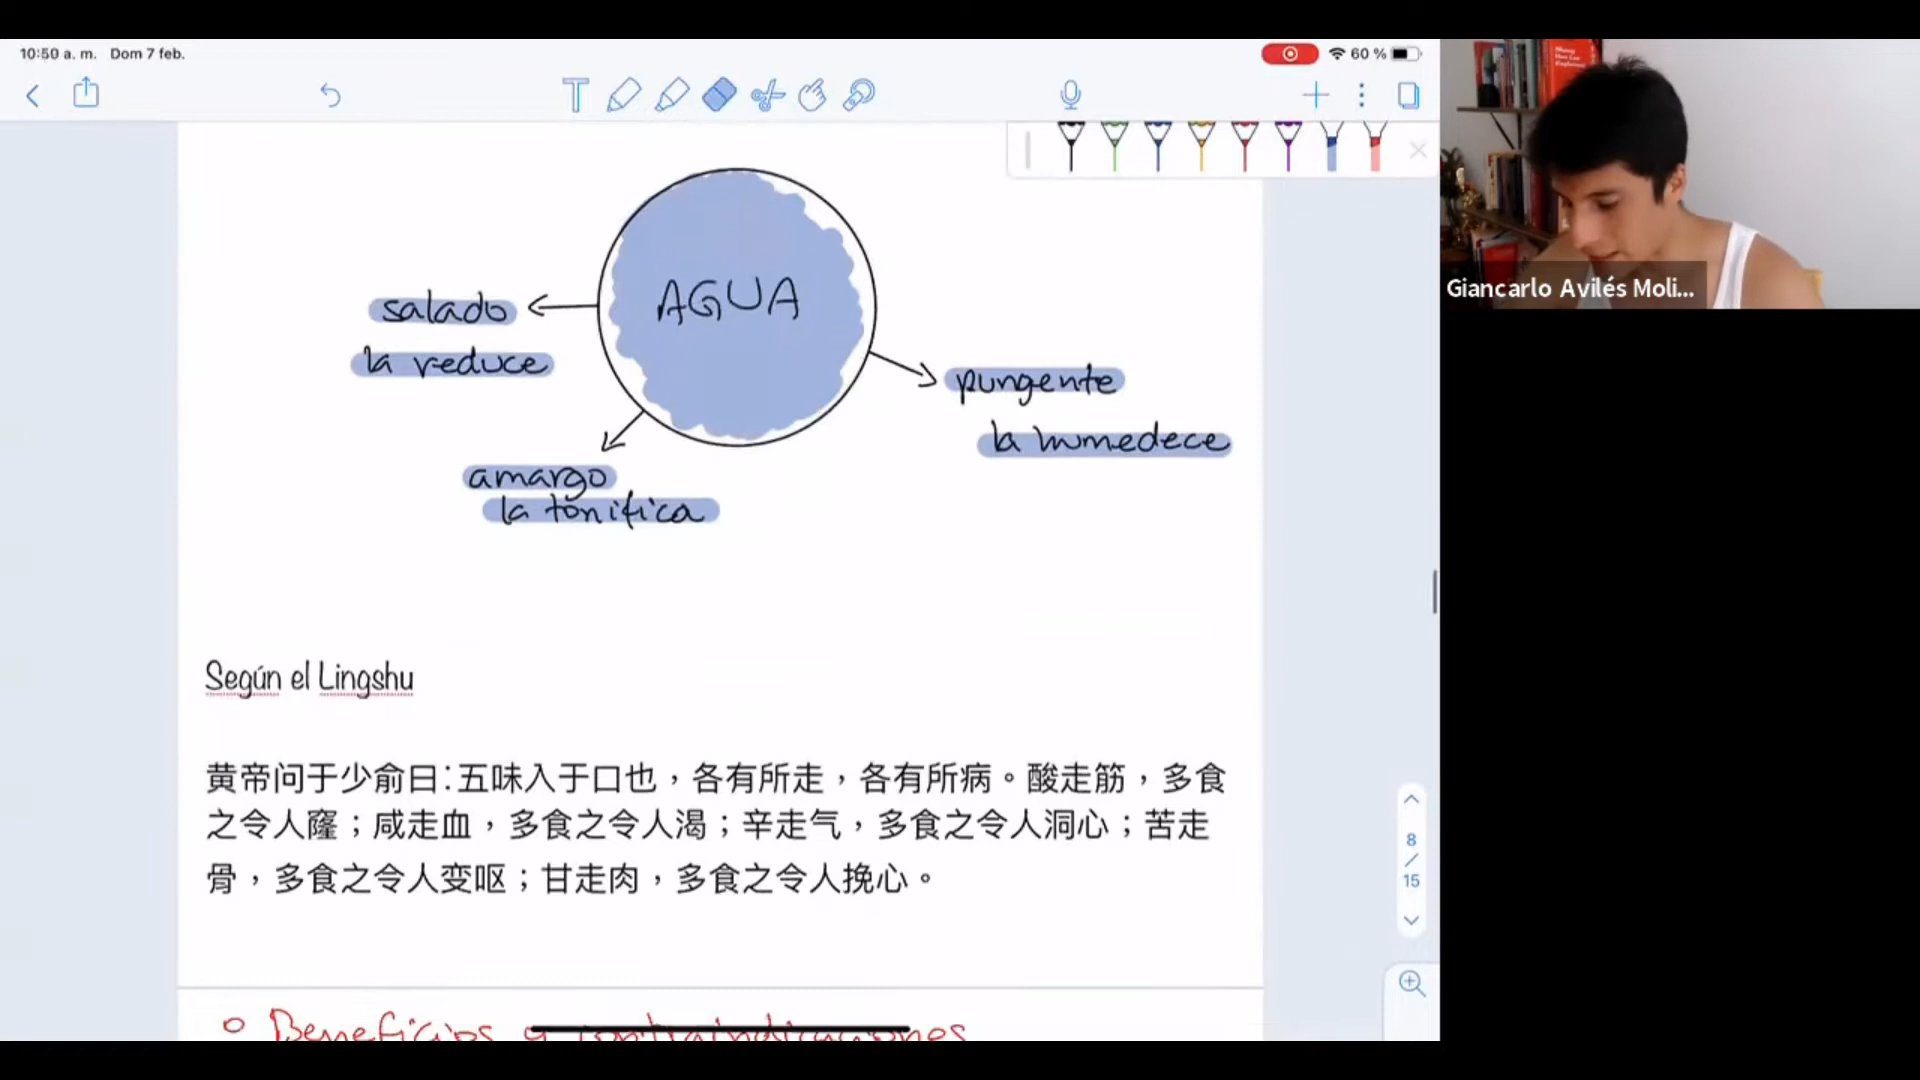 10:50 a. m. Dom 7 feb.
60 %
AGUA
salado
la reduce
pungente
la humedece
amargo
la tonifica
Giancarlo Avilés Moli...
Según el Lingshu
黄帝问于少俞曰:五味入于口也，各有所走，各有所病。酸走筋，多食
之令人癃；咸走血，多食之令人渴；辛走气，多食之令人洞心；苦走
骨，多食之令人变呕；甘走肉，多食之令人挽心。
8
/
15
Beneficios y contraindicaciones